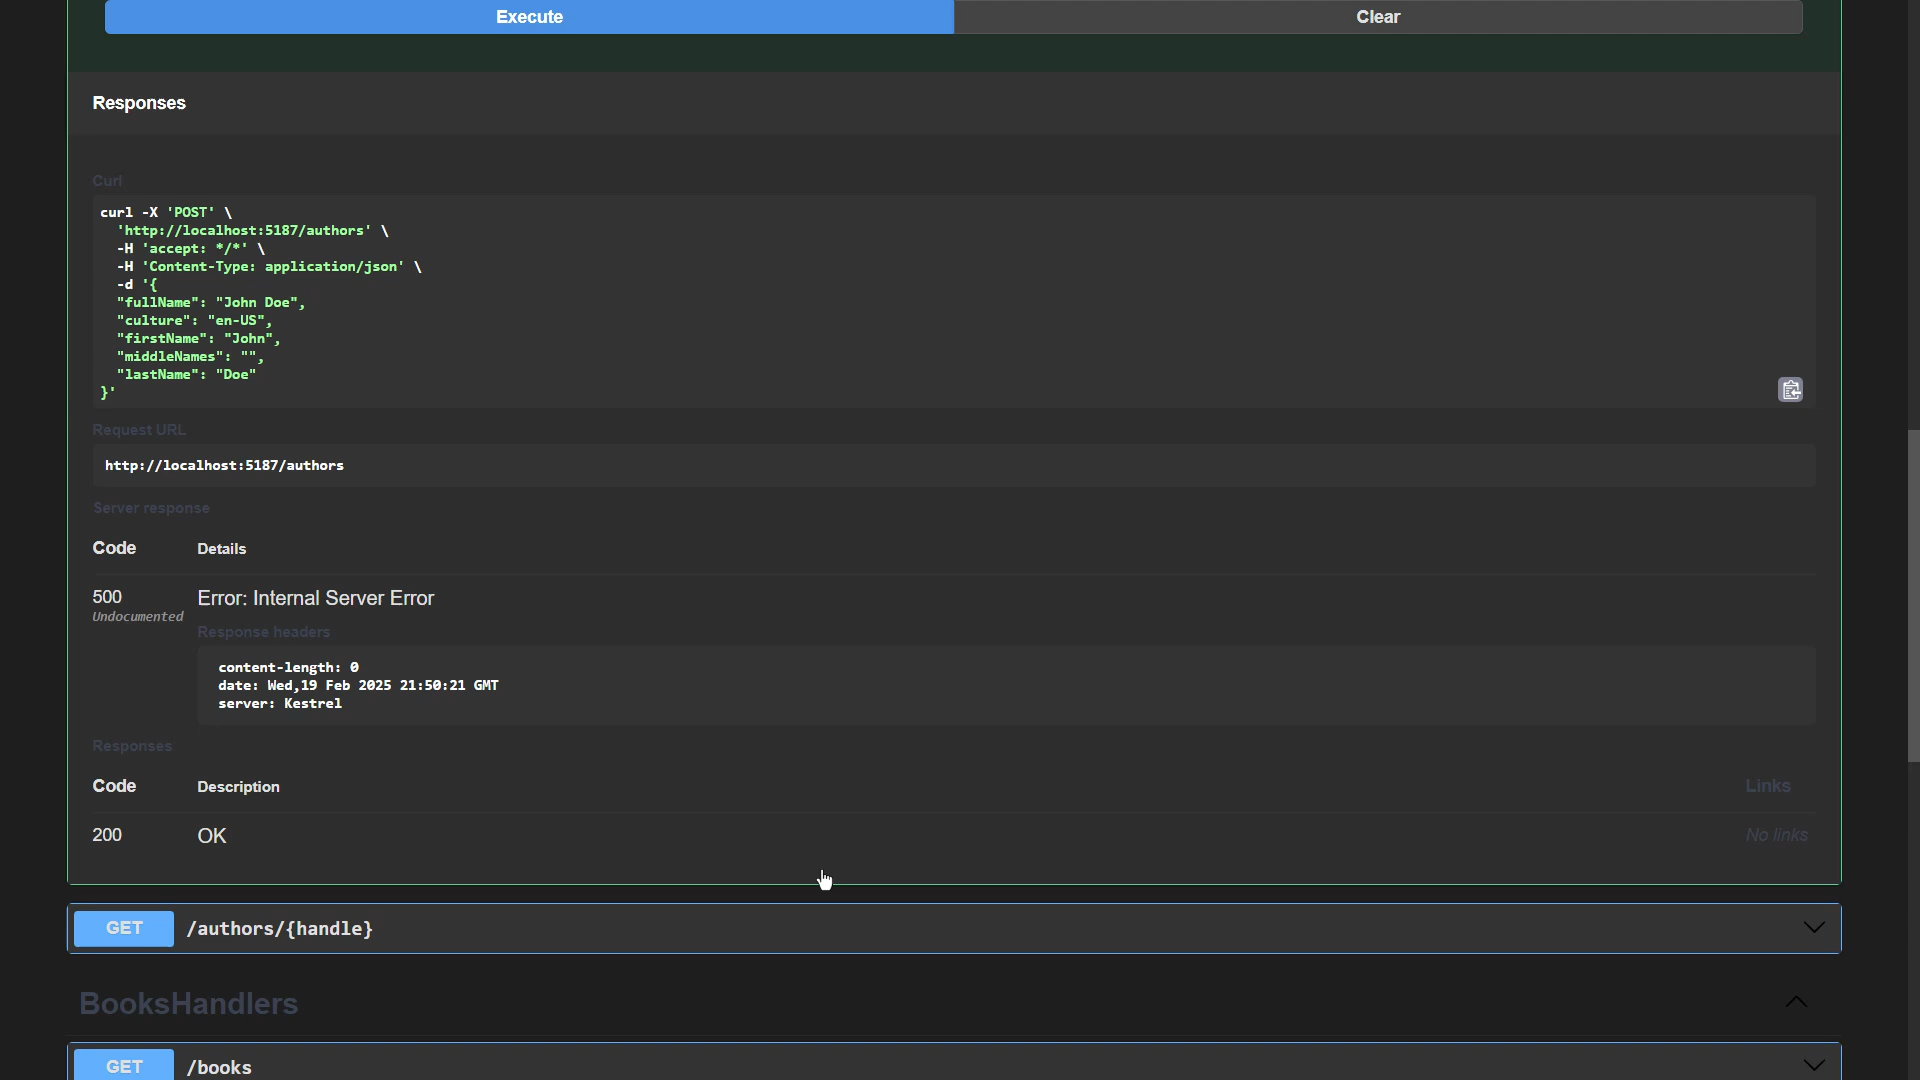 Execute
Clear
Responses
Curl
curl -X 'POST' \
'http://localhost:5187/authors' \
-H 'accept: */*' \
-H 'Content-Type: application/json' \
-d '{
"fullName": "John Doe",
"culture": "en-US",
"firstName": "John",
"middleNames": "",
"lastName": "Doe"
}'
Request URL
http://localhost:5187/authors
Server response
Code Details
500 Error: Internal Server Error
Undocumented
Response headers
content-length: 0
date: Wed,19 Feb 2025 21:50:21 GMT
server: Kestrel
Responses
Code Description Links
200 OK No links
GET /authors/{handle}
BooksHandlers
GET /books